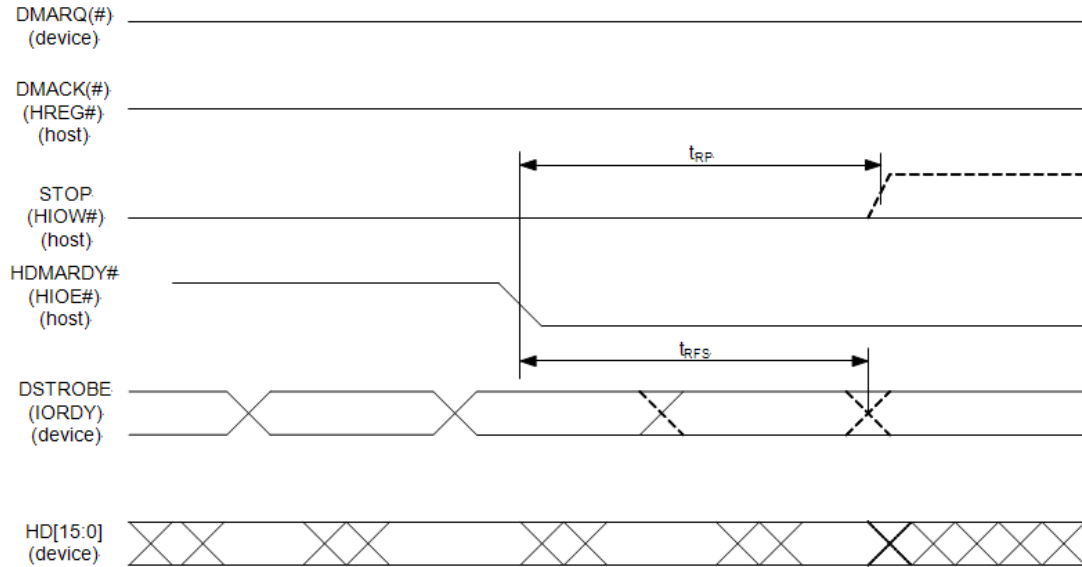 DMARQ(#)
(device)
DMACK(#)
(HREG#)
(host)
tRP
STOP
(HIOW#)
(host)
HDMARDY#
(HIOE#)
(host)
tRFS
DSTROBE
(IORDY)
(device)
HD[15:0]
(device)